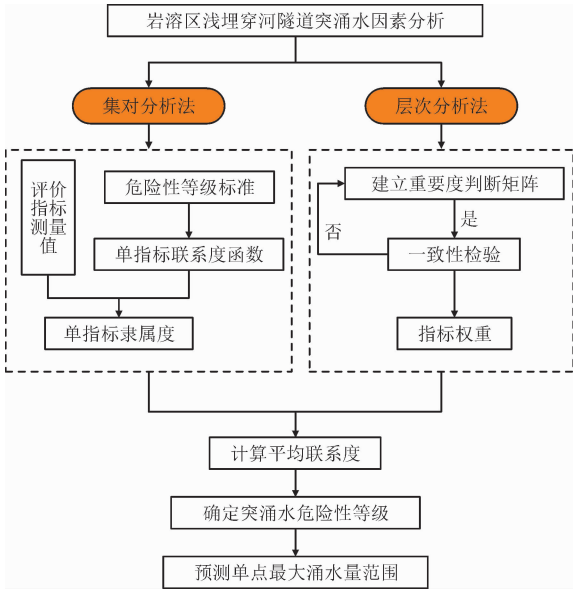 岩溶区浅埋穿河隧道突涌水因素分析
集对分析法
层次分析法
评价
指标
测量
值
危险性等级标准
单指标联系度函数
单指标隶属度
建立重要度判断矩阵
否
是
一致性检验
指标权重
计算平均联系度
确定突涌水危险性等级
预测单点最大涌水量范围